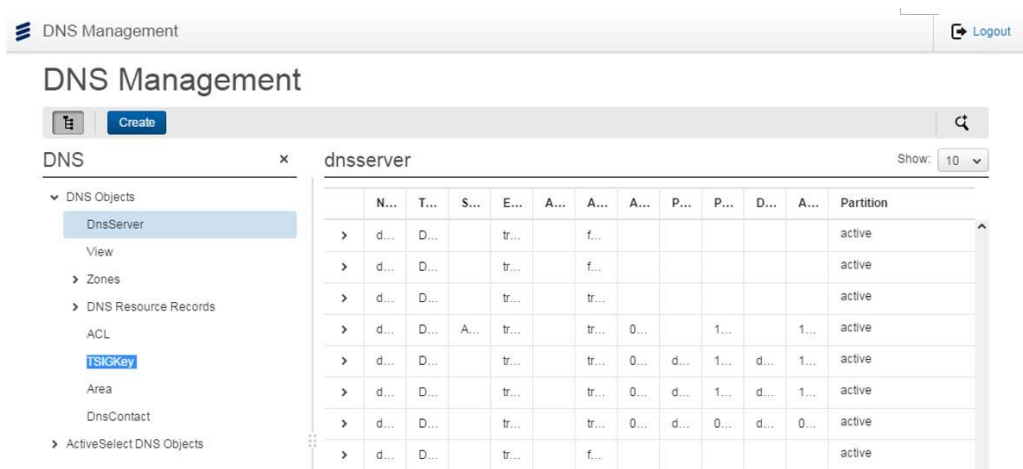 DNS Management
Logout
DNS Management
Create
DNS
×
dnsserver
Show: 10
DNS Objects
DnsServer
View
Zones
DNS Resource Records
ACL
TSIGKey
Area
DnsContact
ActiveSelect DNS Objects
N... T... S... E... A... A... A... P... P... D... A... Partition
d... D... tr... f... active
d... D... tr... f... active
d... D... tr... tr... active
d... D... A... tr... tr... 0... 1... 1... active
d... D... tr... tr... 0... d... 1... d... 1... active
d... D... tr... tr... 0... d... 1... d... 1... active
d... D... tr... tr... 0... d... 0... d... 0... active
d... D... tr... f... active